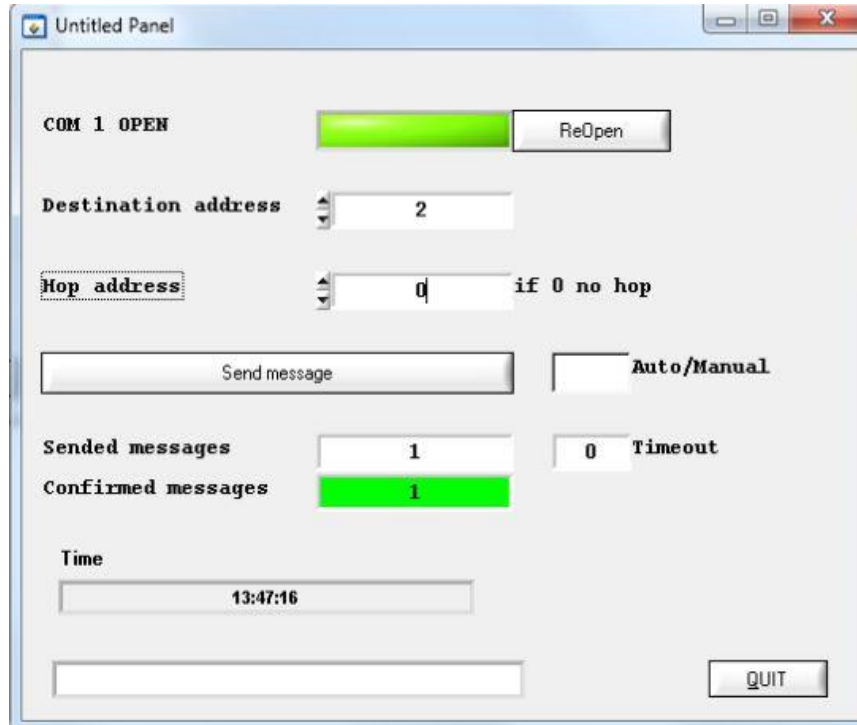 Untitled Panel
COM 1 OPEN ReOpen
Destination address 2
Hop address 0 if 0 no hop
Send message Auto/Manual
Sended messages 1 0 Timeout
Confirmed messages 1
Time
13:47:16
QUIT